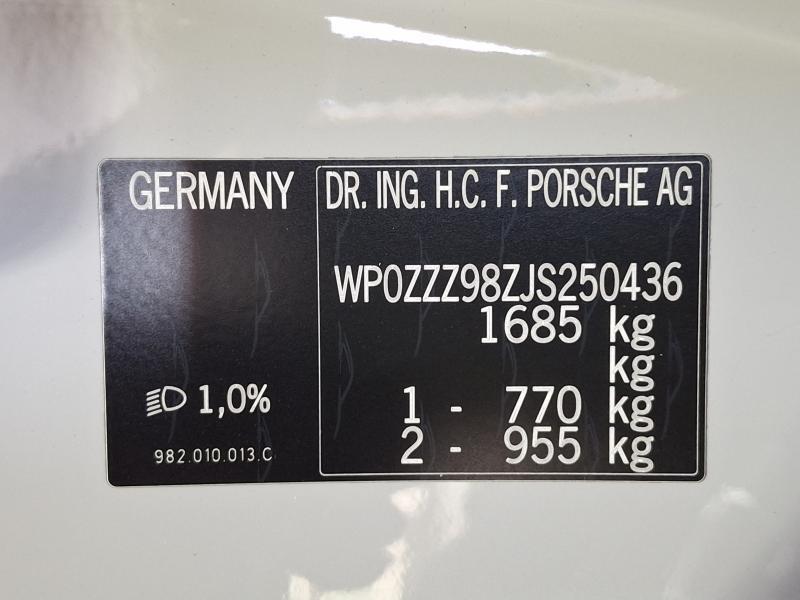 GERMANY
DR. ING. H.C. F. PORSCHE AG
WP0ZZZ98ZJS250436
1685 kg
kg
1 - 770 kg
2 - 955 kg
1,0%
982.010.013.C